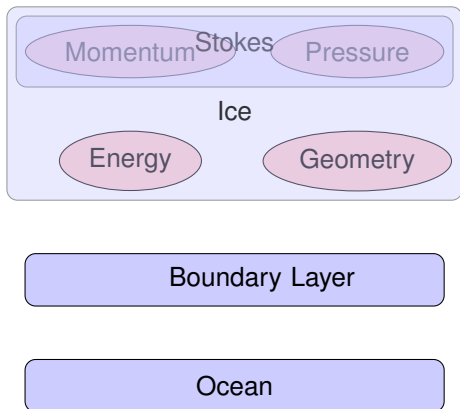 Momentum Stokes Pressure
Ice
Energy Geometry
Boundary Layer
Ocean